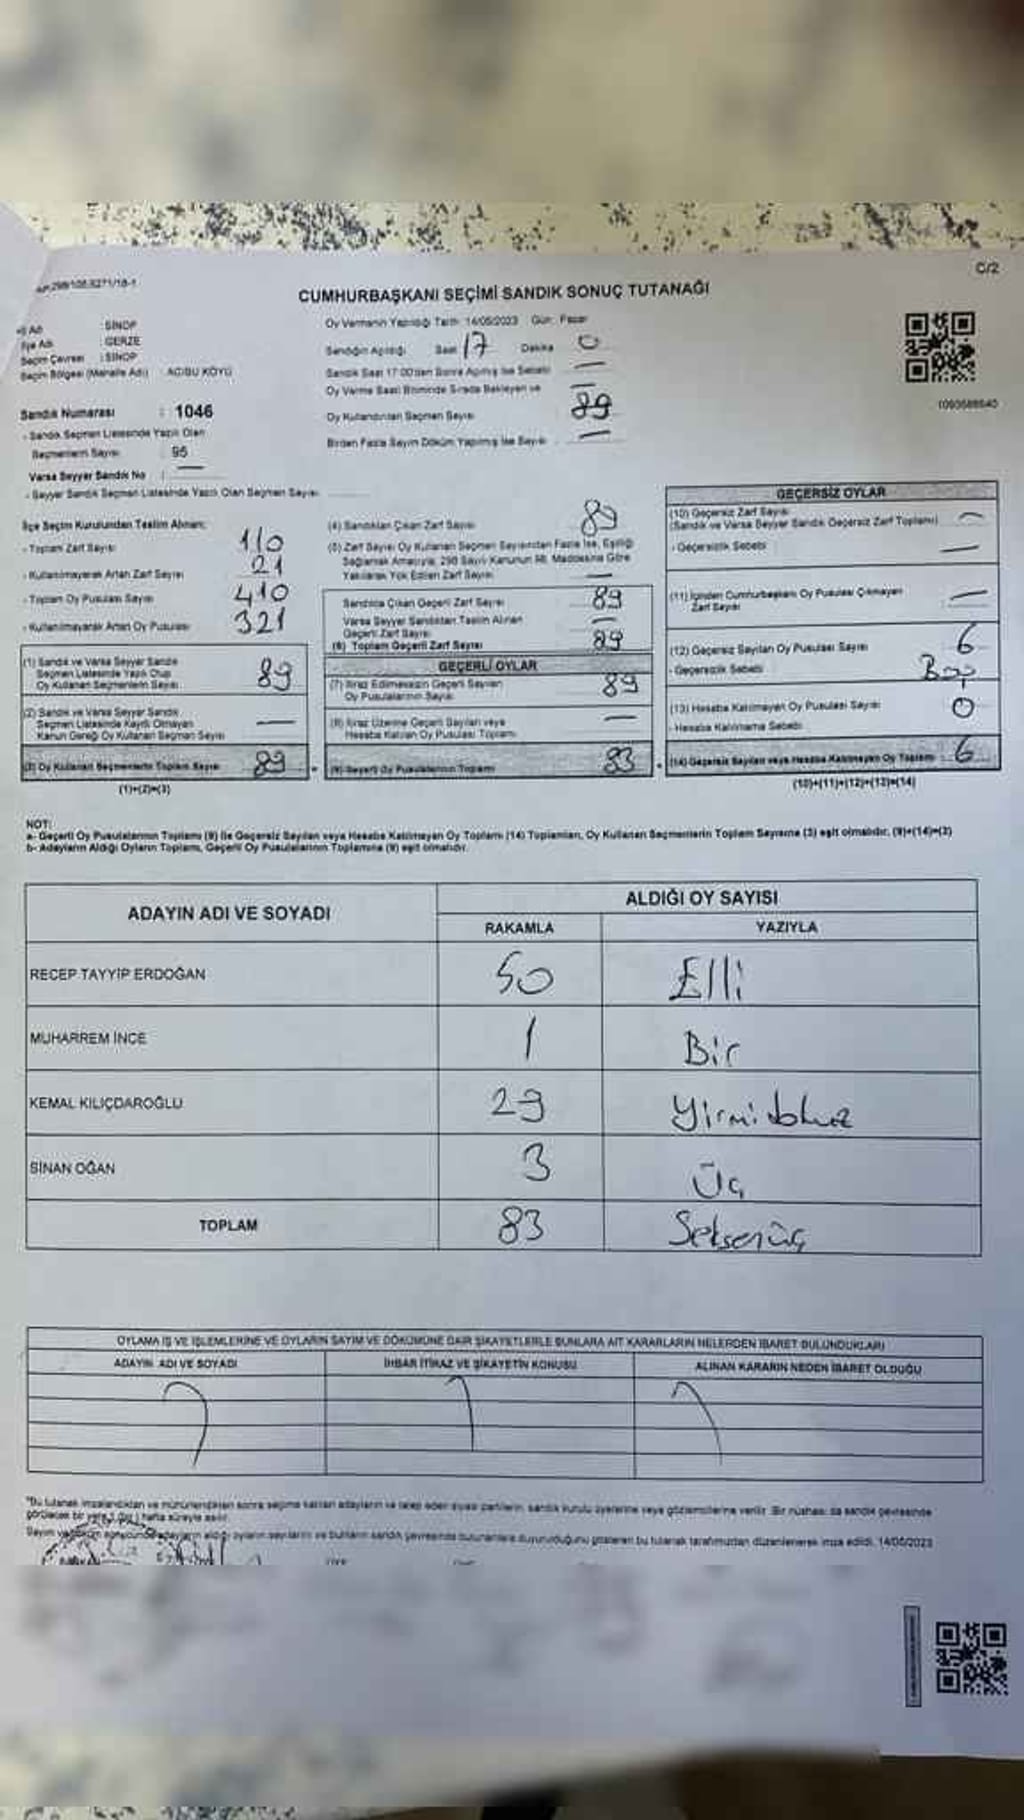 C/2
CUMHURBAŞKANI SEÇİMİ SANDIK SONUÇ TUTANAĞI
: SİNOP
İlçe Adı : GERZE
Seçim Çevresi : SİNOP
Seçim Bölgesi (Mahalle Adı) ACISU KÖYÜ
Sandık Numarası : 1046
- Sandık Seçmen Listesinde Yazılı Olan
Seçmenlerin Sayısı 95
Varsa Seyyar Sandık No : —
- Seyyar Sandık Seçmen Listesinde Yazılı Olan Seçmen Sayısı
Oy Vermenin Yapıldığı Tarih: 14/05/2023 Gün: Pazar
Sandığın Açıldığı Saat 17 Dakika 0
Sandık Saat 17:00'den Sonra Açılmış ise Sebebi —
Oy Verme Saati Bitiminde Sırada Bekleyen ve —
Oy Kullandırılan Seçmen Sayısı 89
Birden Fazla Sayım Döküm Yapılmış ise Sayısı —
İlçe Seçim Kurulundan Teslim Alınan;
- Toplam Zarf Sayısı 110
- Kullanılmayarak Artan Zarf Sayısı 21
- Toplam Oy Pusulası Sayısı 410
- Kullanılmayarak Artan Oy Pusulası 321
(1) Sandık ve Varsa Seyyar Sandık
Seçmen Listesinde Yazılı Olup
Oy Kullanan Seçmenlerin Sayısı 89
(2) Sandık ve Varsa Seyyar Sandık
Seçmen Listesinde Kayıtlı Olmayan
Kanun Gereği Oy Kullanan Seçmen Sayısı —
(3) Oy Kullanan Seçmenlerin Toplam Sayısı 89
(1)+(2)=(3)
(4) Sandıktan Çıkan Zarf Sayısı 89
(5) Zarf Sayısı Oy Kullanan Seçmen Sayısından Fazla İse, Eşitliği
Sağlamak Amacıyla, 298 Sayılı Kanunun 98. Maddesine Göre
Yakılarak Yok Edilen Zarf Sayısı —
Sandıkta Çıkan Geçerli Zarf Sayısı 89
Varsa Seyyar Sandıktan Teslim Alınan
Geçerli Zarf Sayısı —
(6) Toplam Geçerli Zarf Sayısı 89
GEÇERLİ OYLAR
(7) İtiraz Edilmeksizin Geçerli Sayılan
Oy Pusulalarının Sayısı 89
(8) İtiraz Üzerine Geçerli Sayılan veya
Hesaba Katılan Oy Pusulası Toplamı —
(9) Geçerli Oy Pusulalarının Toplamı 83
GEÇERSİZ OYLAR
(10) Geçersiz Zarf Sayısı
(Sandık ve Varsa Seyyar Sandık Geçersiz Zarf Toplamı) —
- Geçersizlik Sebebi —
(11) İçinden Cumhurbaşkanı Oy Pusulası Çıkmayan
Zarf Sayısı —
(12) Geçersiz Sayılan Oy Pusulası Sayısı 6
- Geçersizlik Sebebi Boş
(13) Hesaba Katılmayan Oy Pusulası Sayısı 0
- Hesaba Katılmama Sebebi
(14) Geçersiz Sayılan veya Hesaba Katılmayan Oy Toplamı 6
(10)+(11)+(12)+(13)=(14)
NOT:
a- Geçerli Oy Pusulalarının Toplamı (9) ile Geçersiz Sayılan veya Hesaba Katılmayan Oy Toplamı (14) Toplamları, Oy Kullanan Seçmenlerin Toplam Sayısına (3) eşit olmalıdır. (9)+(14)=(3)
b- Adayların Aldığı Oyların Toplamı, Geçerli Oy Pusulalarının Toplamına (9) eşit olmalıdır.
ADAYIN ADI VE SOYADI
ALDIĞI OY SAYISI
RAKAMLA YAZIYLA
RECEP TAYYİP ERDOĞAN 50 Elli
MUHARREM İNCE 1 Bir
KEMAL KILIÇDAROĞLU 29 Yirmidokuz
SİNAN OĞAN 3 Üç
TOPLAM 83 Seksenüç
OYLAMA İŞ VE İŞLEMLERİNE VE OYLARIN SAYIM VE DÖKÜMÜNE DAİR ŞİKAYETLERLE BUNLARA AİT KARARLARIN NELERDEN İBARET BULUNDUKLARI
ADAYIN ADI VE SOYADI İHBAR İTİRAZ VE ŞİKAYETİN KONUSU ALINAN KARARIN NEDEN İBARET OLDUĞU
*Bu tutanak imzalandıktan ve mühürlendikten sonra seçime katılan adayların ve talep eden siyasi partilerin, sandık kurulu üyelerine veya gözlemcilerine verilir. Bir nüshası da sandık çevresinde
görülecek bir yere 1 (bir) hafta süreyle asılır.
Sayım ve döküm sonucunda adayların aldığı oyların sayılarını ve bunların sandık çevresinde bulunanlara duyurulduğunu gösteren bu tutanak tarafımızdan düzenlenerek imza edildi. 14/05/2023